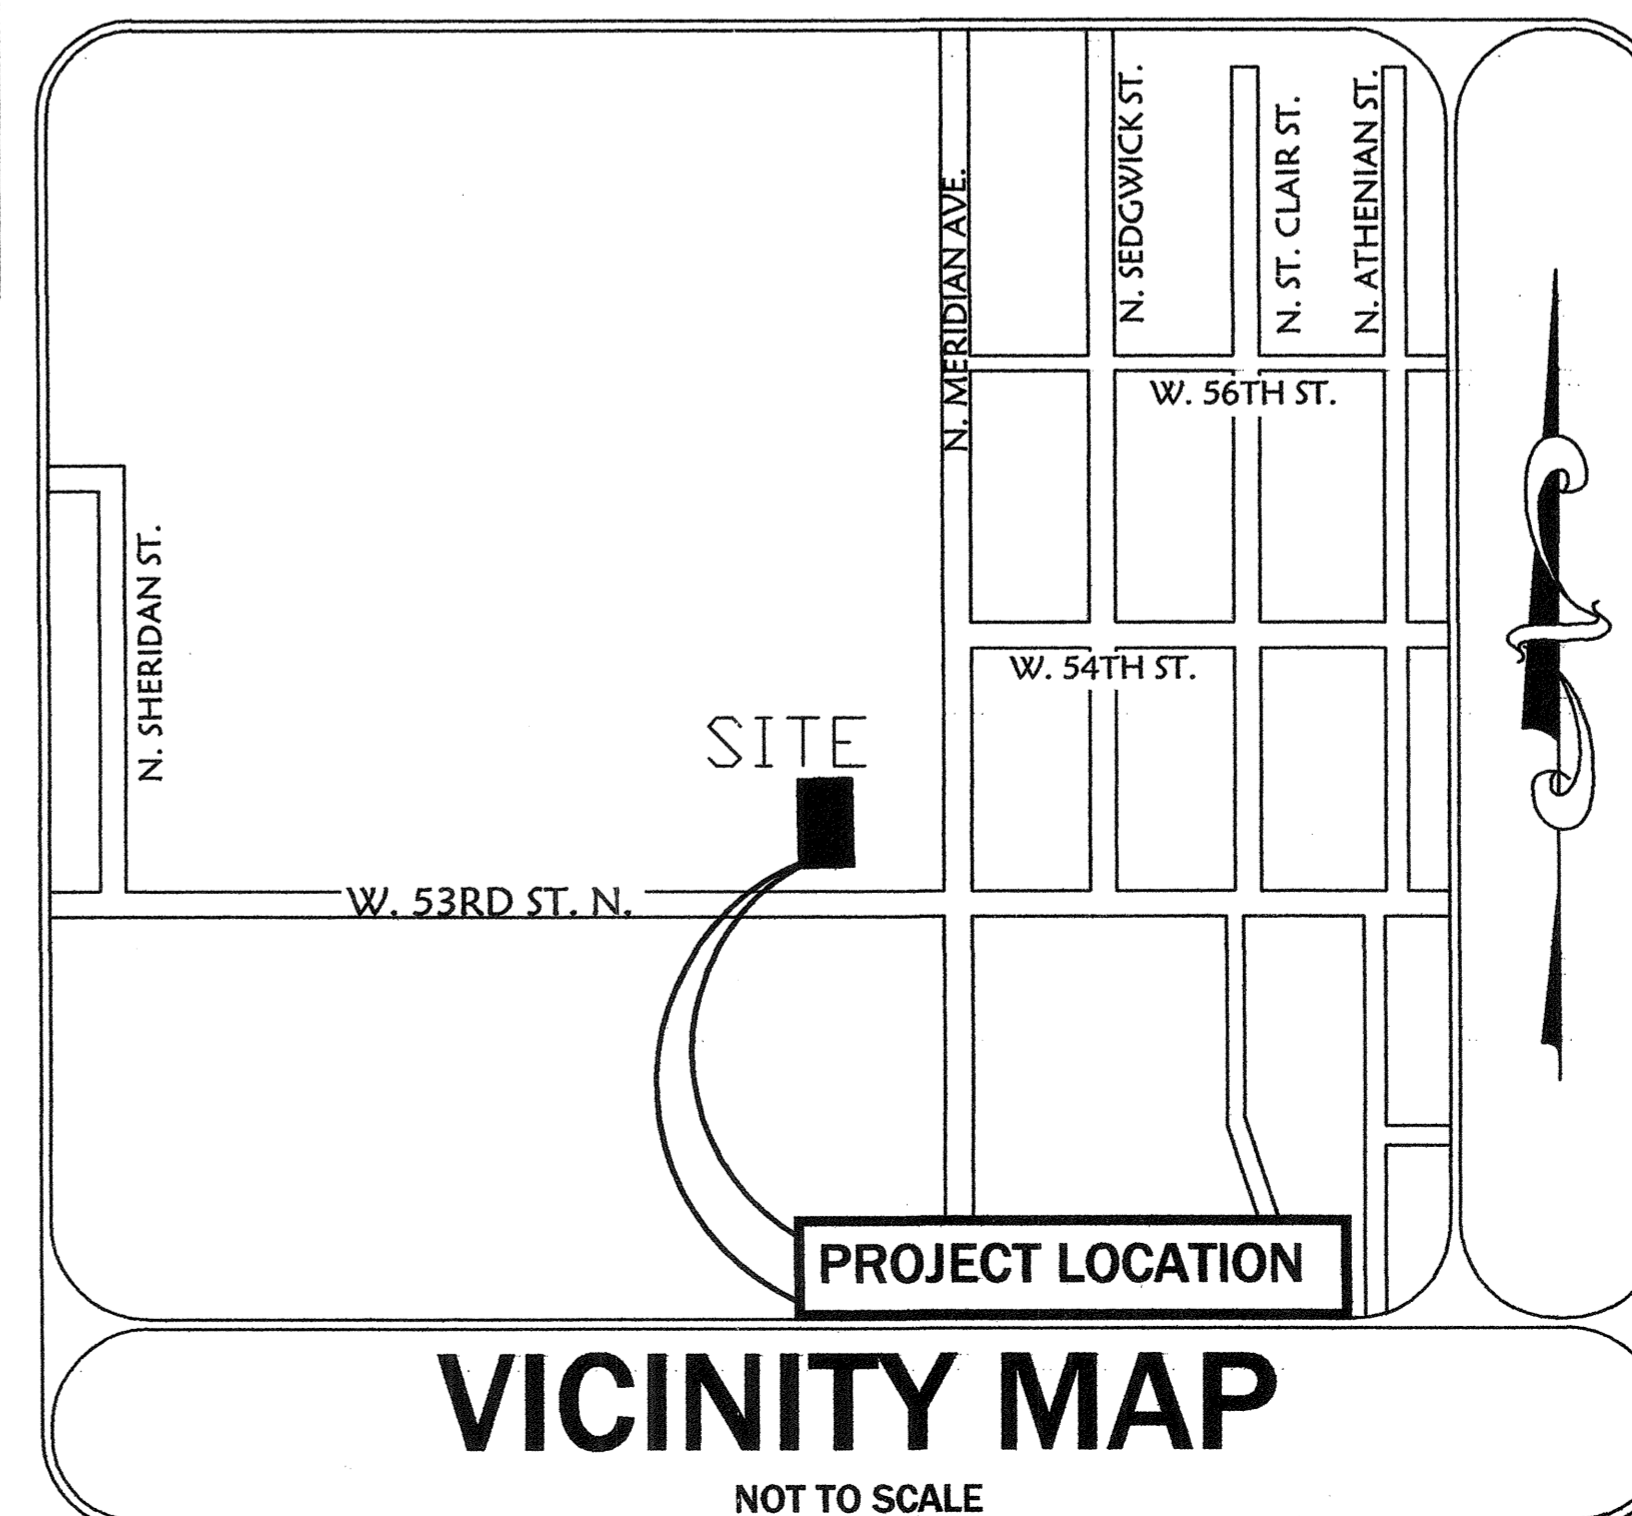 N. MERIDIAN AVE.
N. SEDGWICK ST.
N. ST. CLAIR ST.
N. ATHENIAN ST.
W. 56TH ST.
N. SHERIDAN ST.
W. 54TH ST.
SITE
W. 53RD ST. N.
PROJECT LOCATION
VICINITY MAP
NOT TO SCALE